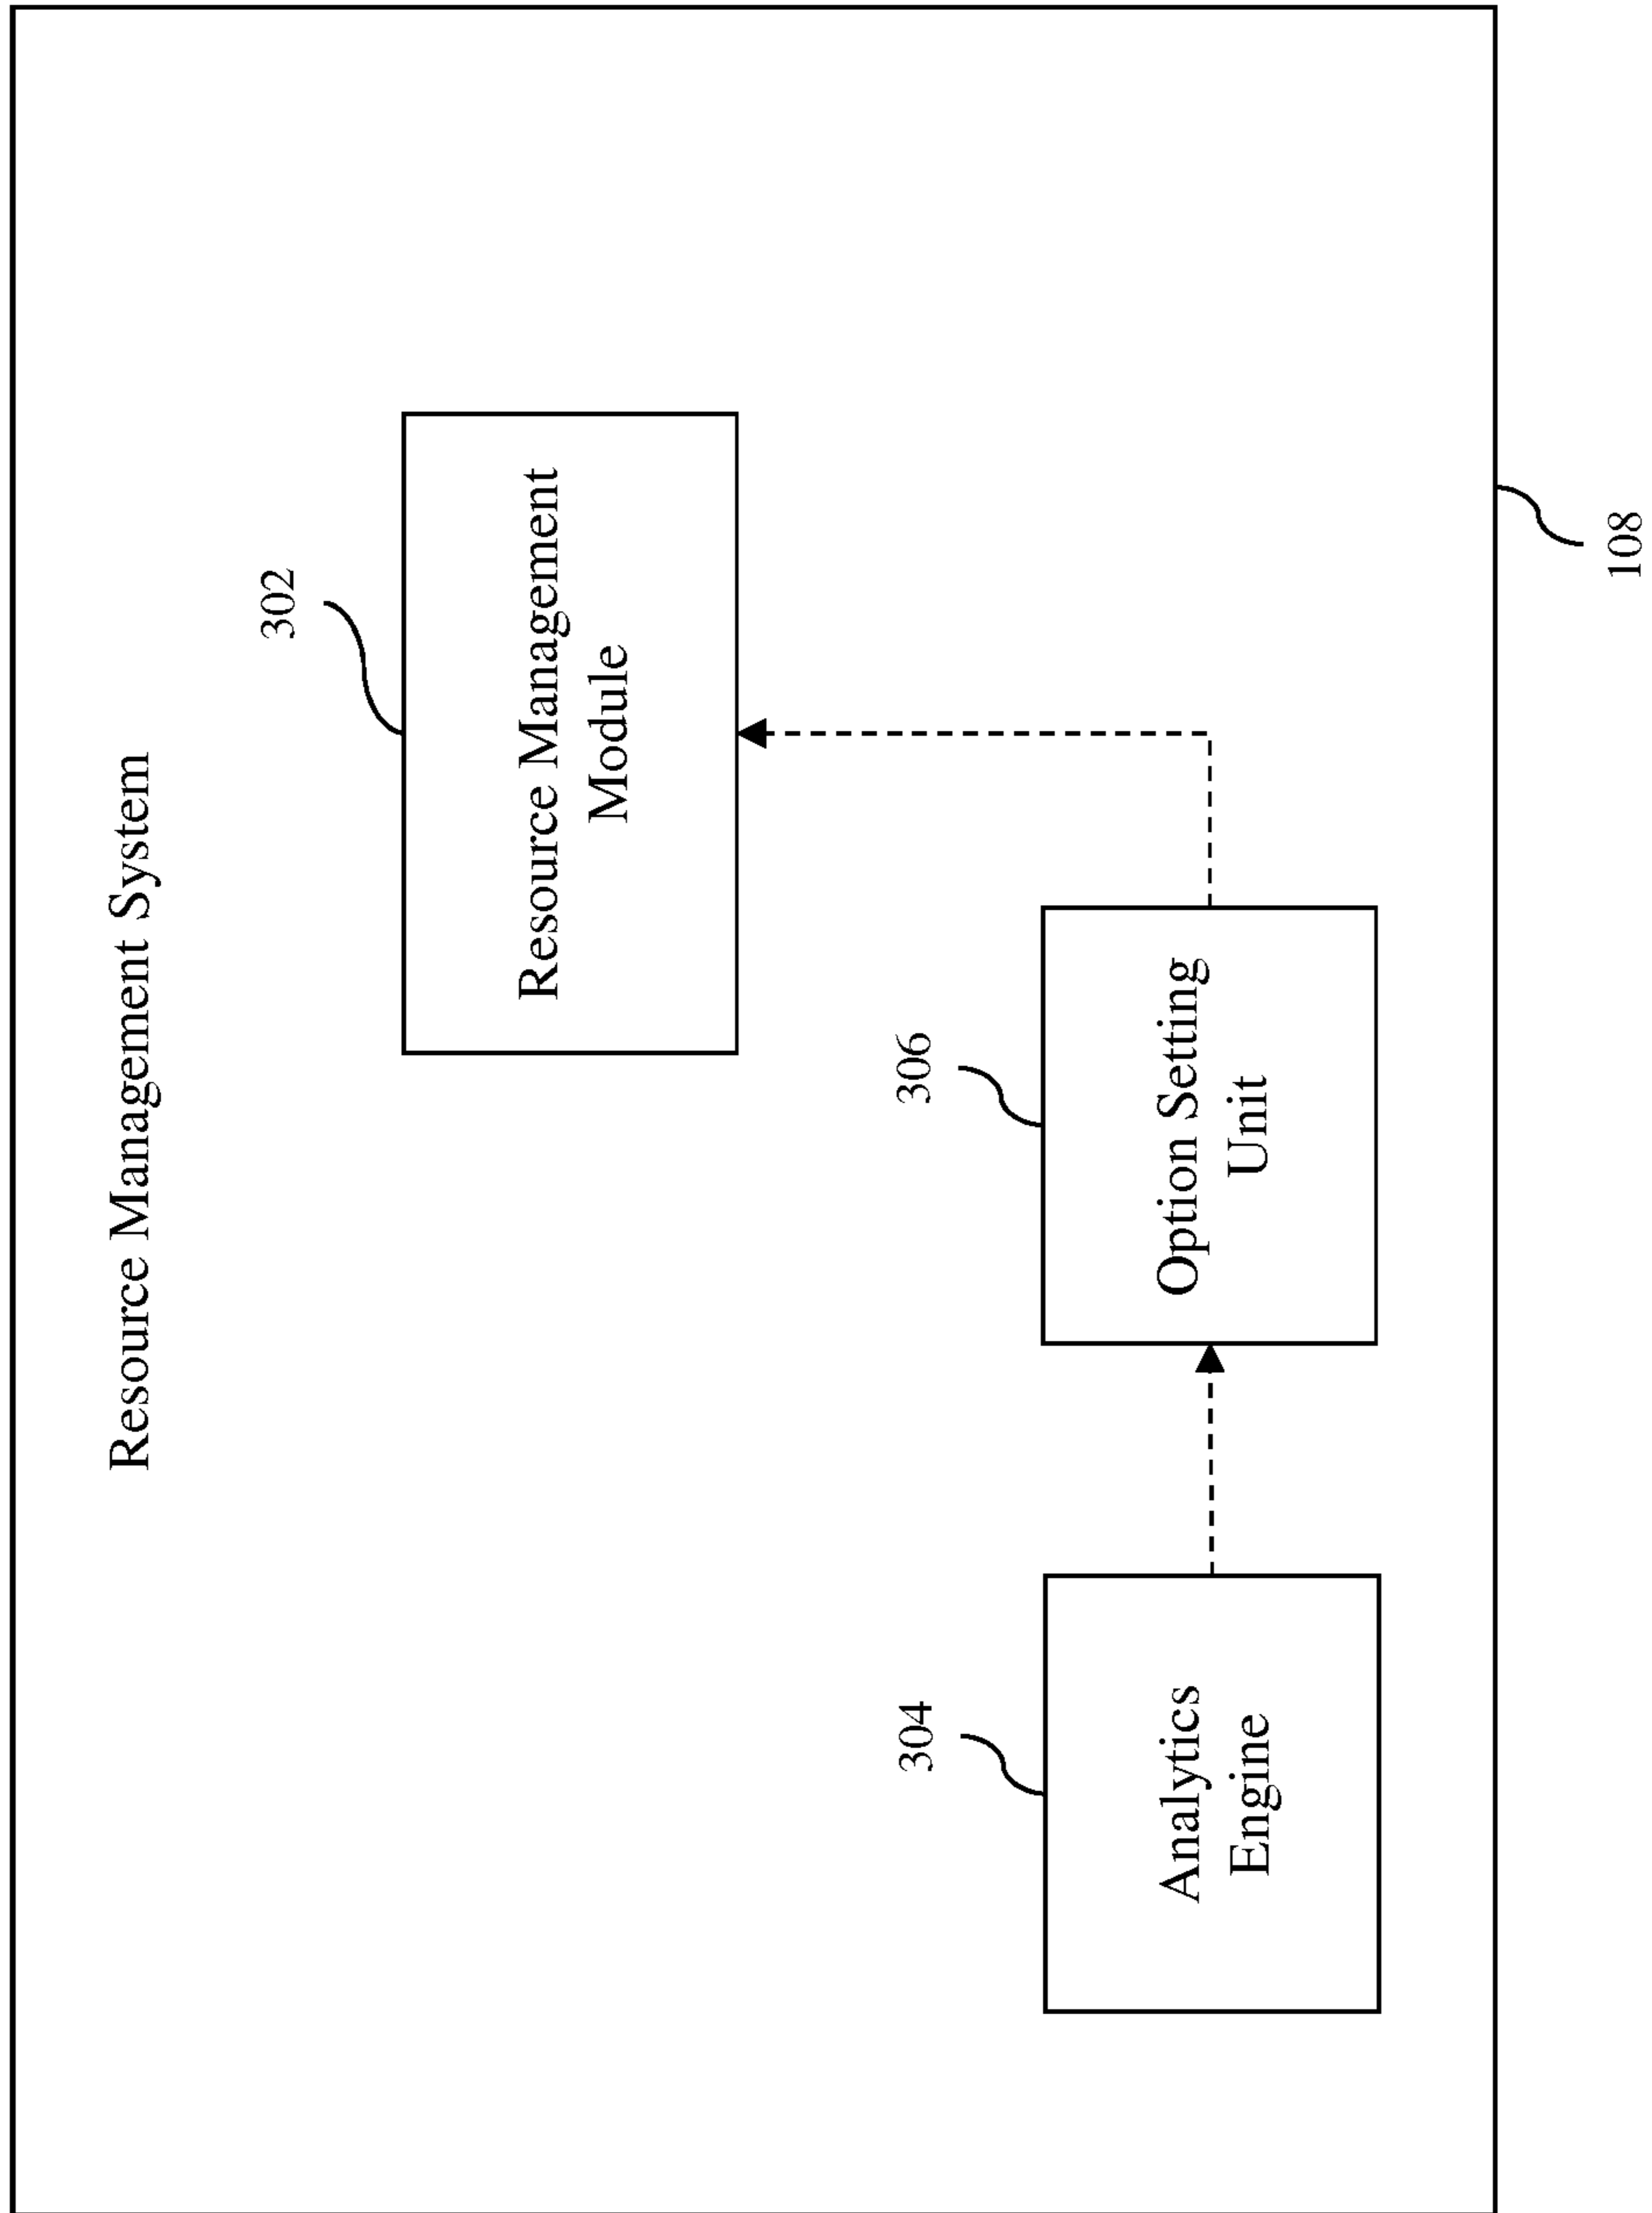 Resource Management System
302
Resource Management
Module
304
Analytics
Engine
306
Option Setting
Unit
108